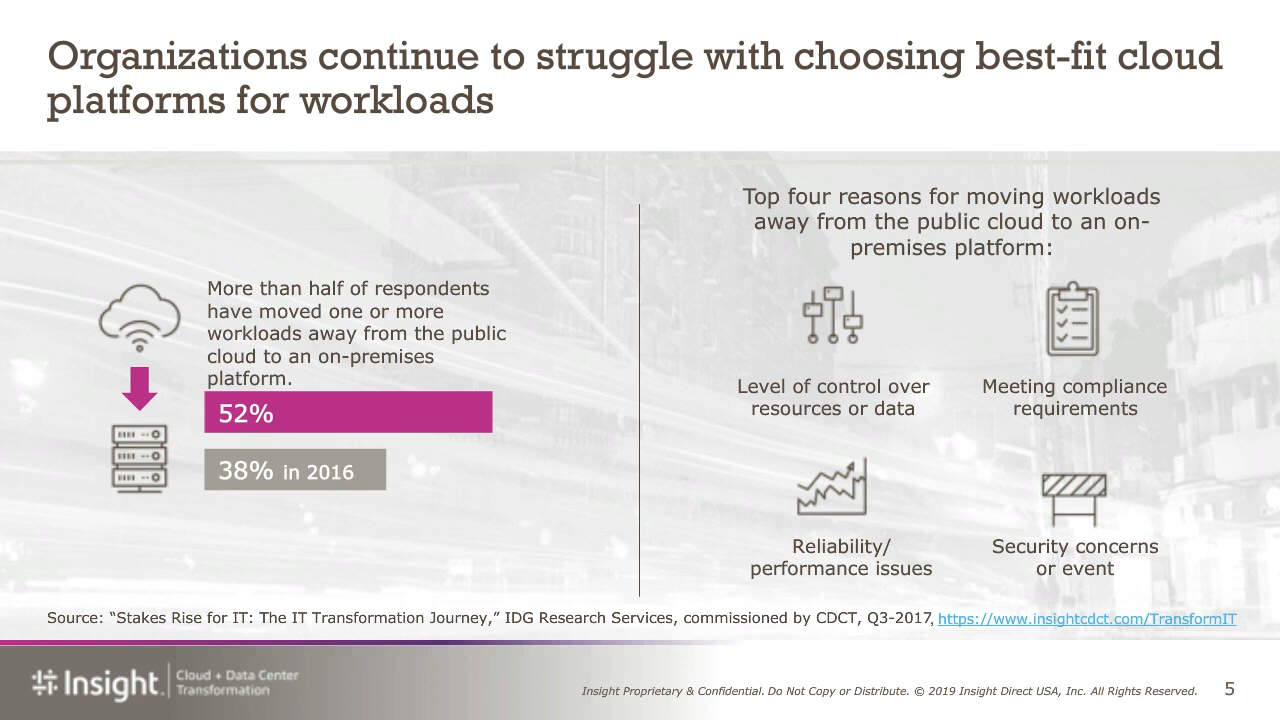 Organizations continue to struggle with choosing best-fit cloud
platforms for workloads
More than half of respondents
have moved one or more
workloads away from the public
cloud to an on-premises
platform.
52%
38% in 2016
Top four reasons for moving workloads
away from the public cloud to an on-
premises platform:
Level of control over
resources or data
Meeting compliance
requirements
Reliability/
performance issues
Security concerns
or event
Source: “Stakes Rise for IT: The IT Transformation Journey,” IDG Research Services, commissioned by CDCT, Q3-2017, https://www.insightcdct.com/TransformIT
Insight.
Cloud + Data Center
Transformation
Insight Proprietary & Confidential. Do Not Copy or Distribute. © 2019 Insight Direct USA, Inc. All Rights Reserved.
5